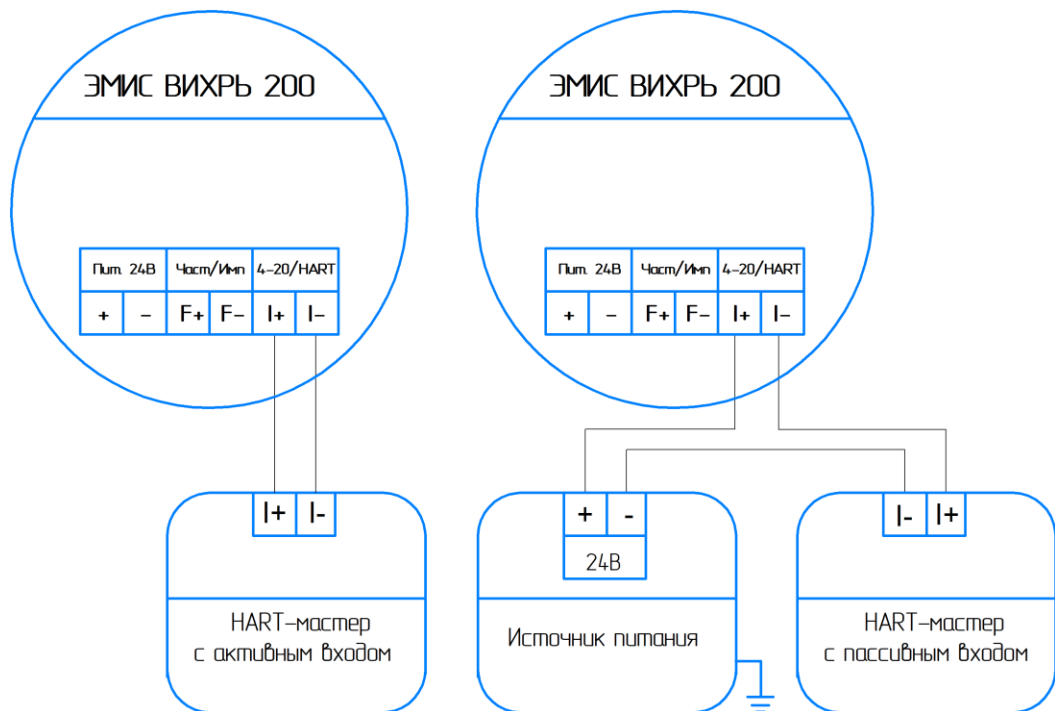 ЭМИС ВИХРЬ 200
Пит. 24В Част/Имп 4-20/HART
+ - F+ F- I+ I-
I+ I-
HART-мастер
с активным входом
ЭМИС ВИХРЬ 200
Пит. 24В Част/Имп 4-20/HART
+ - F+ F- I+ I-
+ -
24В
Источник питания
I- I+
HART-мастер
с пассивным входом